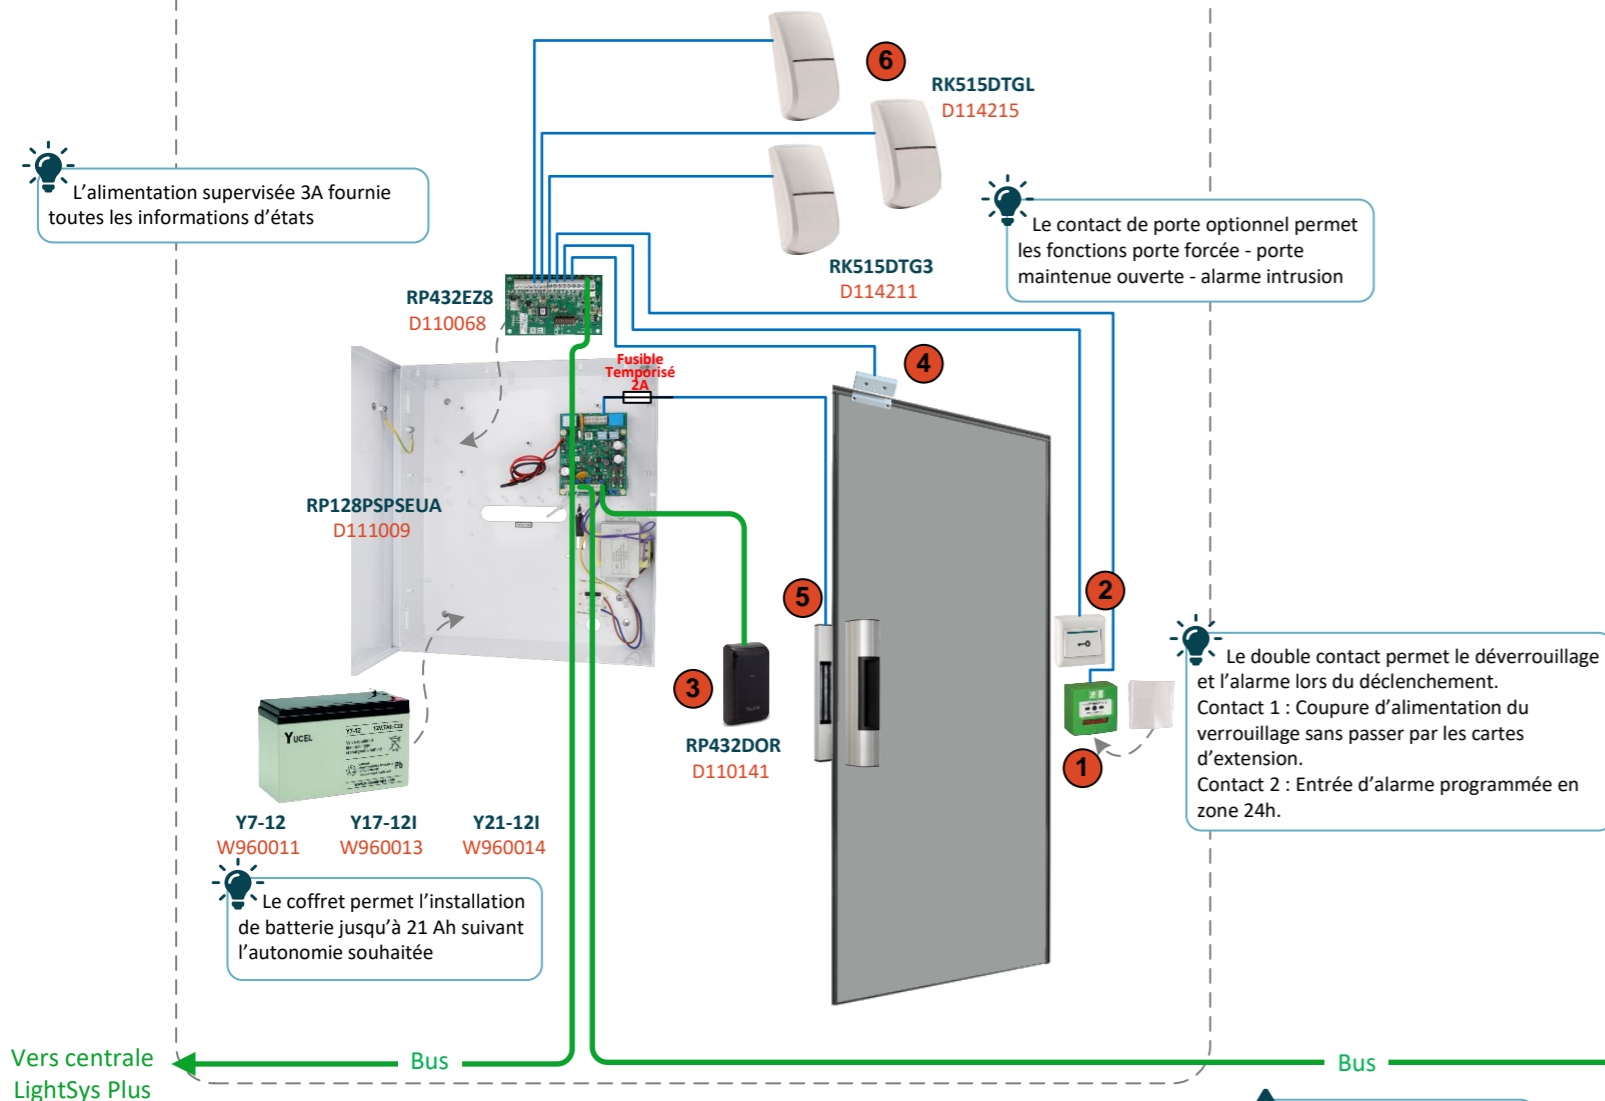 6
RK515DTGL
D114215
L'alimentation supervisée 3A fournie
toutes les informations d'états
Le contact de porte optionnel permet
les fonctions porte forcée - porte
maintenue ouverte - alarme intrusion
RK515DTG3
D114211
RP432EZ8
D110068
Fusible
Temporisé
2A
4
RP128PSPSEUA
D111009
5
2
3
RP432DOR
D110141
1
Le double contact permet le déverrouillage
et l'alarme lors du déclenchement.
Contact 1 : Coupure d'alimentation du
verrouillage sans passer par les cartes
d'extension.
Contact 2 : Entrée d'alarme programmée en
zone 24h.
YUCEL
Y7-12
Pb
Y7-12
W960011
Y17-12I
W960013
Y21-12I
W960014
Le coffret permet l'installation
de batterie jusqu'à 21 Ah suivant
l'autonomie souhaitée
Vers centrale
LightSys Plus
Bus
Bus